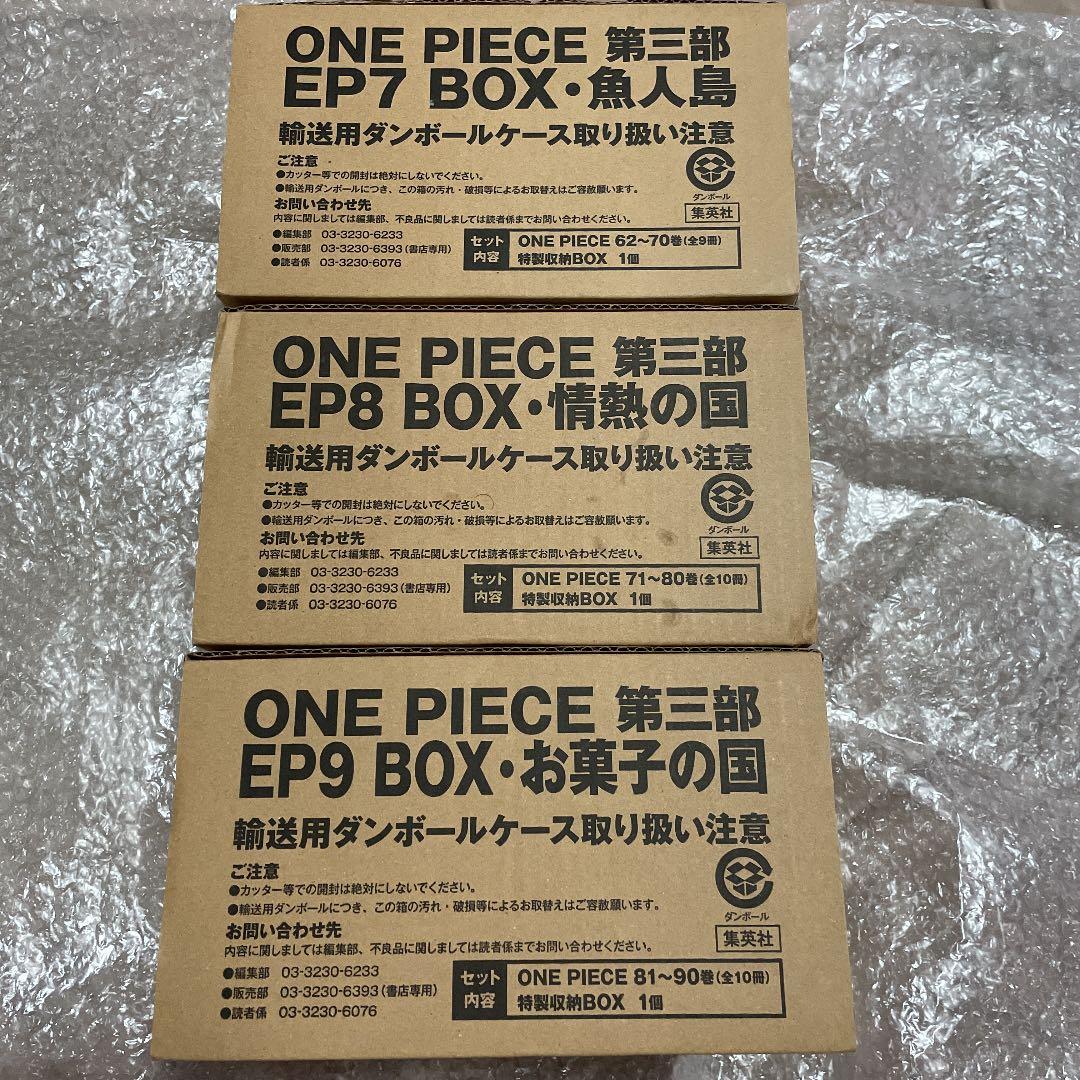 ONE PIECE 第三部
EP7 BOX・魚人島
輸送用ダンボールケース取り扱い注意
ご注意
●カッター等での開封は絶対にしないでください。
●輸送用ダンボールにつき、この箱の汚れ・破損等によるお取替えはご容赦願います。
お問い合わせ先
内容に関しましては編集部、不良品に関しましては読者係までお問い合わせください。
●編集部 03-3230-6233
●販売部 03-3230-6393(書店専用)
●読者係 03-3230-6076
ダンボール
集英社
セット内容
ONE PIECE 62〜70巻(全9冊)
特製収納BOX 1個
ONE PIECE 第三部
EP8 BOX・情熱の国
輸送用ダンボールケース取り扱い注意
ご注意
●カッター等での開封は絶対にしないでください。
●輸送用ダンボールにつき、この箱の汚れ・破損等によるお取替えはご容赦願います。
お問い合わせ先
内容に関しましては編集部、不良品に関しましては読者係までお問い合わせください。
●編集部 03-3230-6233
●販売部 03-3230-6393(書店専用)
●読者係 03-3230-6076
ダンボール
集英社
セット内容
ONE PIECE 71〜80巻(全10冊)
特製収納BOX 1個
ONE PIECE 第三部
EP9 BOX・お菓子の国
輸送用ダンボールケース取り扱い注意
ご注意
●カッター等での開封は絶対にしないでください。
●輸送用ダンボールにつき、この箱の汚れ・破損等によるお取替えはご容赦願います。
お問い合わせ先
内容に関しましては編集部、不良品に関しましては読者係までお問い合わせください。
●編集部 03-3230-6233
●販売部 03-3230-6393(書店専用)
●読者係 03-3230-6076
ダンボール
集英社
セット内容
ONE PIECE 81〜90巻(全10冊)
特製収納BOX 1個